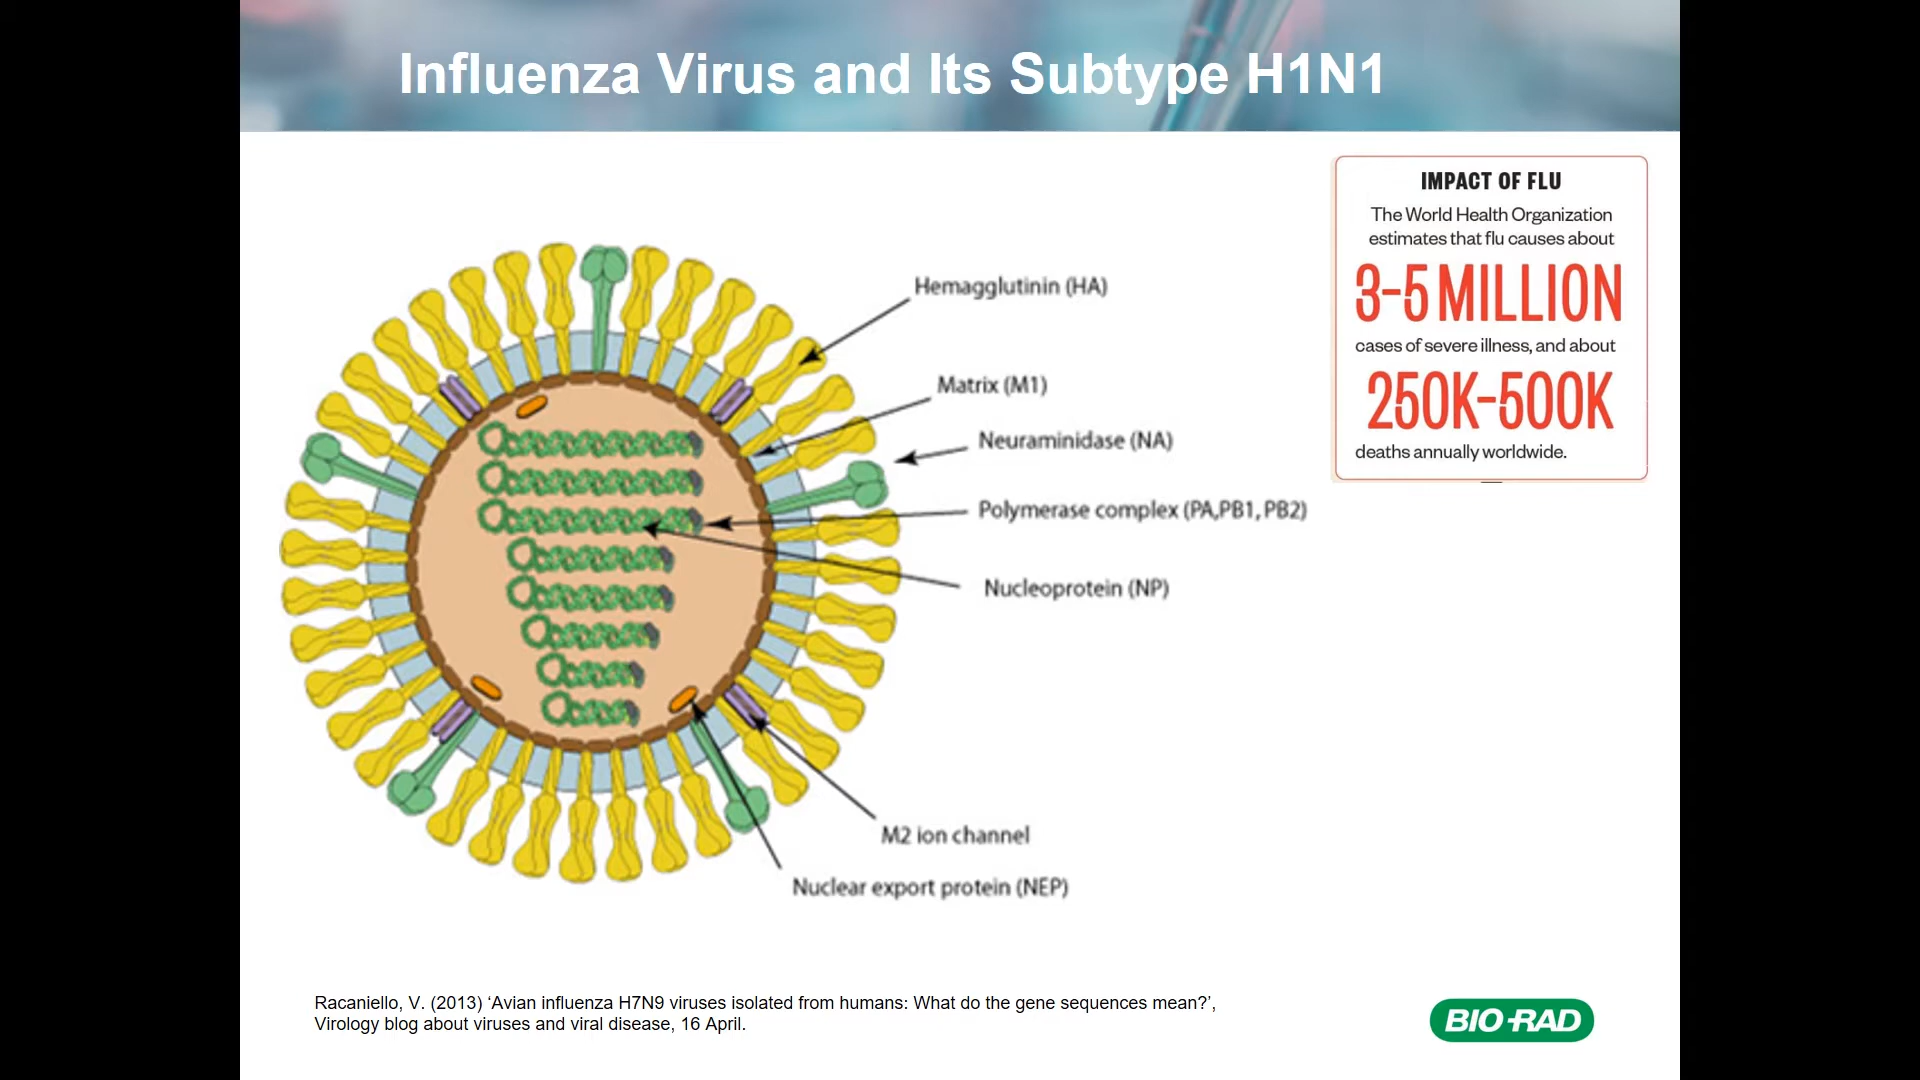 Influenza Virus and Its Subtype H1N1
IMPACT OF FLU
The World Health Organization
estimates that flu causes about
3-5 MILLION
cases of severe illness, and about
250K-500K
deaths annually worldwide.
Hemagglutinin (HA)
Matrix (M1)
Neuraminidase (NA)
Polymerase complex (PA,PB1, PB2)
Nucleoprotein (NP)
M2 ion channel
Nuclear export protein (NEP)
Racaniello, V. (2013) ‘Avian influenza H7N9 viruses isolated from humans: What do the gene sequences mean?’,
Virology blog about viruses and viral disease, 16 April.
BIO-RAD